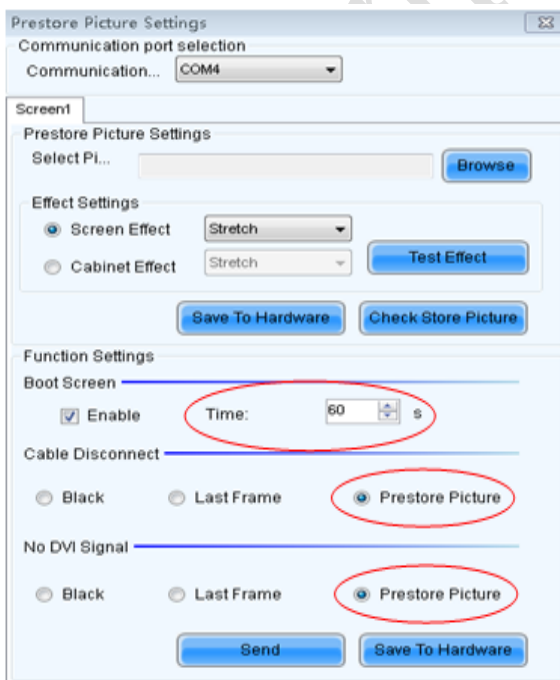 Prestore Picture Settings
Communication port selection
Communication... COM4
Screen1
Prestore Picture Settings
Select Pi... Browse
Effect Settings
Screen Effect Stretch
Cabinet Effect Stretch Test Effect
Save To Hardware Check Store Picture
Function Settings
Boot Screen
Enable Time: 60 s
Cable Disconnect
Black Last Frame Prestore Picture
No DVI Signal
Black Last Frame Prestore Picture
Send Save To Hardware